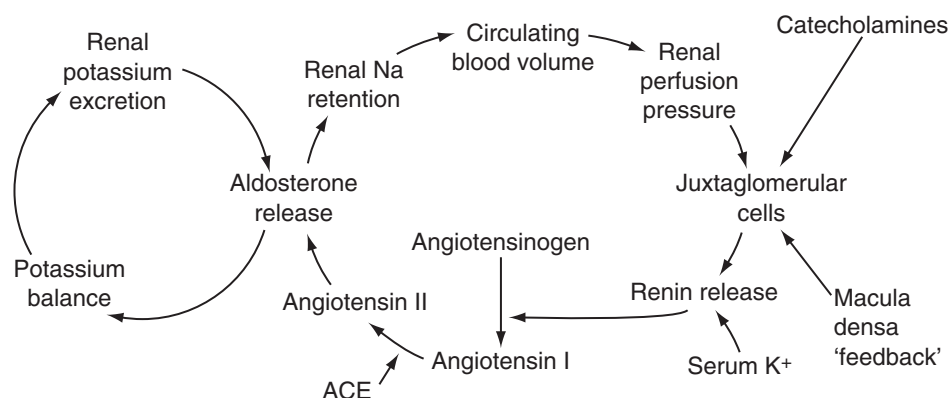 Renal
potassium
excretion
Renal Na
retention
Circulating
blood volume
Renal
perfusion
pressure
Catecholamines
Aldosterone
release
Juxtaglomerular
cells
Angiotensinogen
Potassium
balance
Angiotensin II
Renin release
Macula
densa
‘feedback’
Angiotensin I
Serum K+
ACE